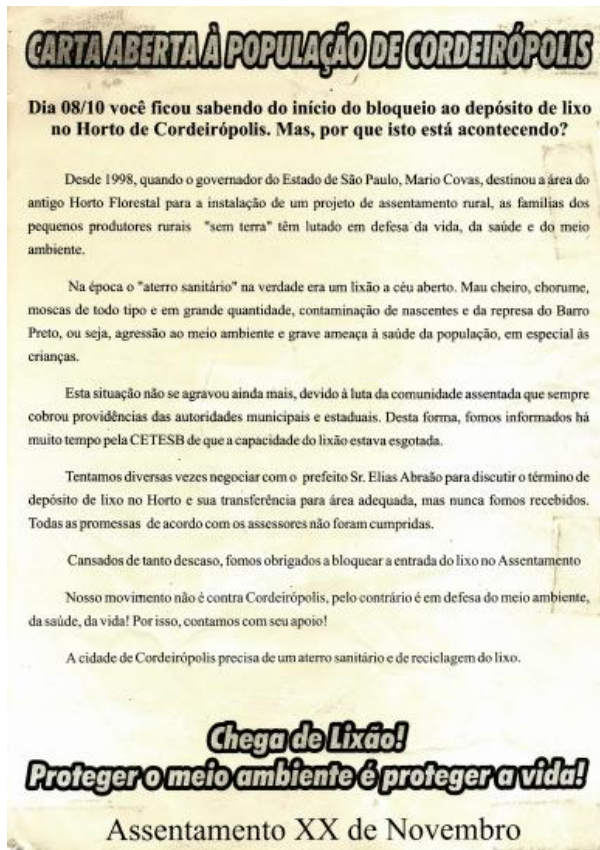 CARTA ABERTA À POPULAÇÃO DE CORDEIRÓPOLIS
Dia 08/10 você ficou sabendo do início do bloqueio ao depósito de lixo
no Horto de Cordeirópolis. Mas, por que isto está acontecendo?
Desde 1998, quando o governador do Estado de São Paulo, Mario Covas, destinou a área do
antigo Horto Florestal para a instalação de um projeto de assentamento rural, as famílias dos
pequenos produtores rurais "sem terra" têm lutado em defesa da vida, da saúde e do meio
ambiente.
Na época o "aterro sanitário" na verdade era um lixão a céu aberto. Mau cheiro, chorume,
moscas de todo tipo e em grande quantidade, contaminação de nascentes e da represa do Barro
Preto, ou seja, agressão ao meio ambiente e grave ameaça à saúde da população, em especial às
crianças.
Esta situação não se agravou ainda mais, devido à luta da comunidade assentada que sempre
cobrou providências das autoridades municipais e estaduais. Desta forma, fomos informados há
muito tempo pela CETESB de que a capacidade do lixão estava esgotada.
Tentamos diversas vezes negociar com o prefeito Sr. Elias Abraão para discutir o término de
depósito de lixo no Horto e sua transferência para área adequada, mas nunca fomos recebidos.
Todas as promessas de acordo com os assessores não foram cumpridas.
Cansados de tanto descaso, fomos obrigados a bloquear a entrada do lixo no Assentamento
Nosso movimento não é contra Cordeirópolis, pelo contrário é em defesa do meio ambiente,
da saúde, da vida! Por isso, contamos com seu apoio!
A cidade de Cordeirópolis precisa de um aterro sanitário e de reciclagem do lixo.
Chega de Lixão!
Proteger o meio ambiente é proteger a vida!
Assentamento XX de Novembro